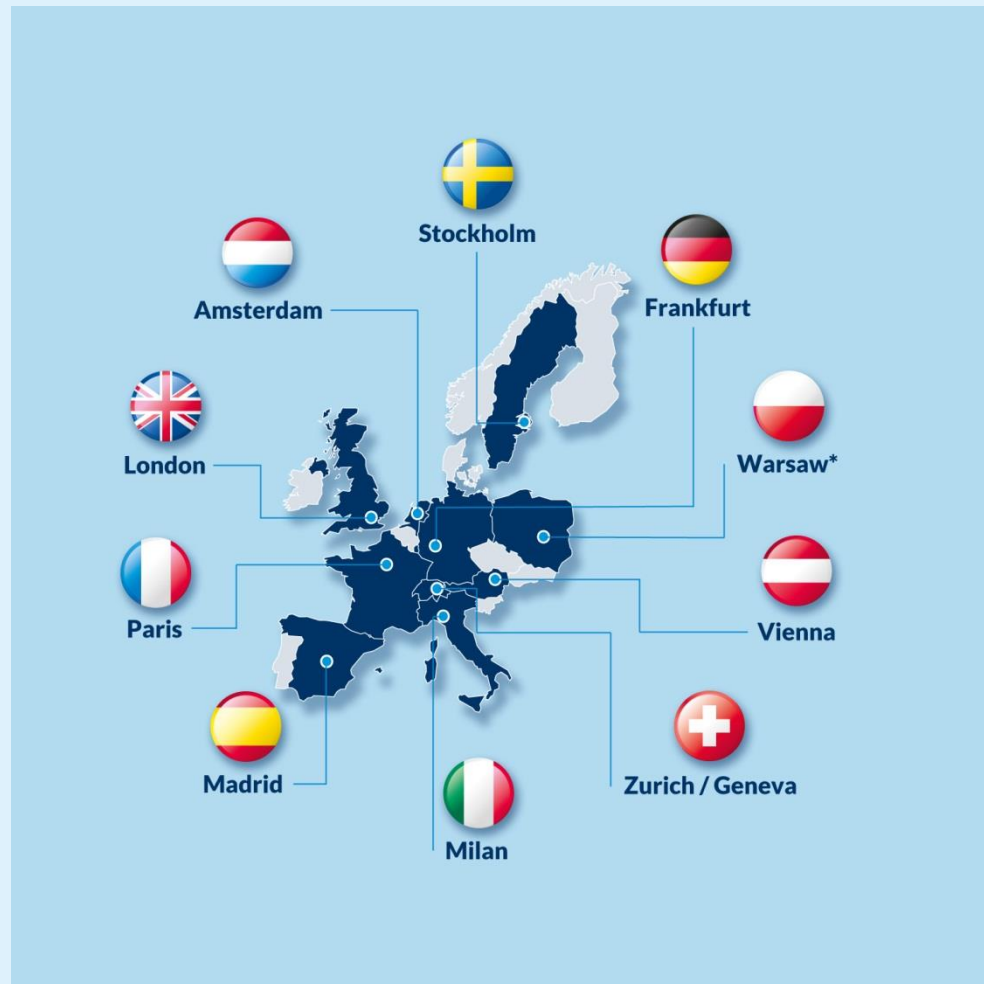 Stockholm
Amsterdam
Frankfurt
London
Warsaw*
Paris
Vienna
Madrid
Zurich / Geneva
Milan